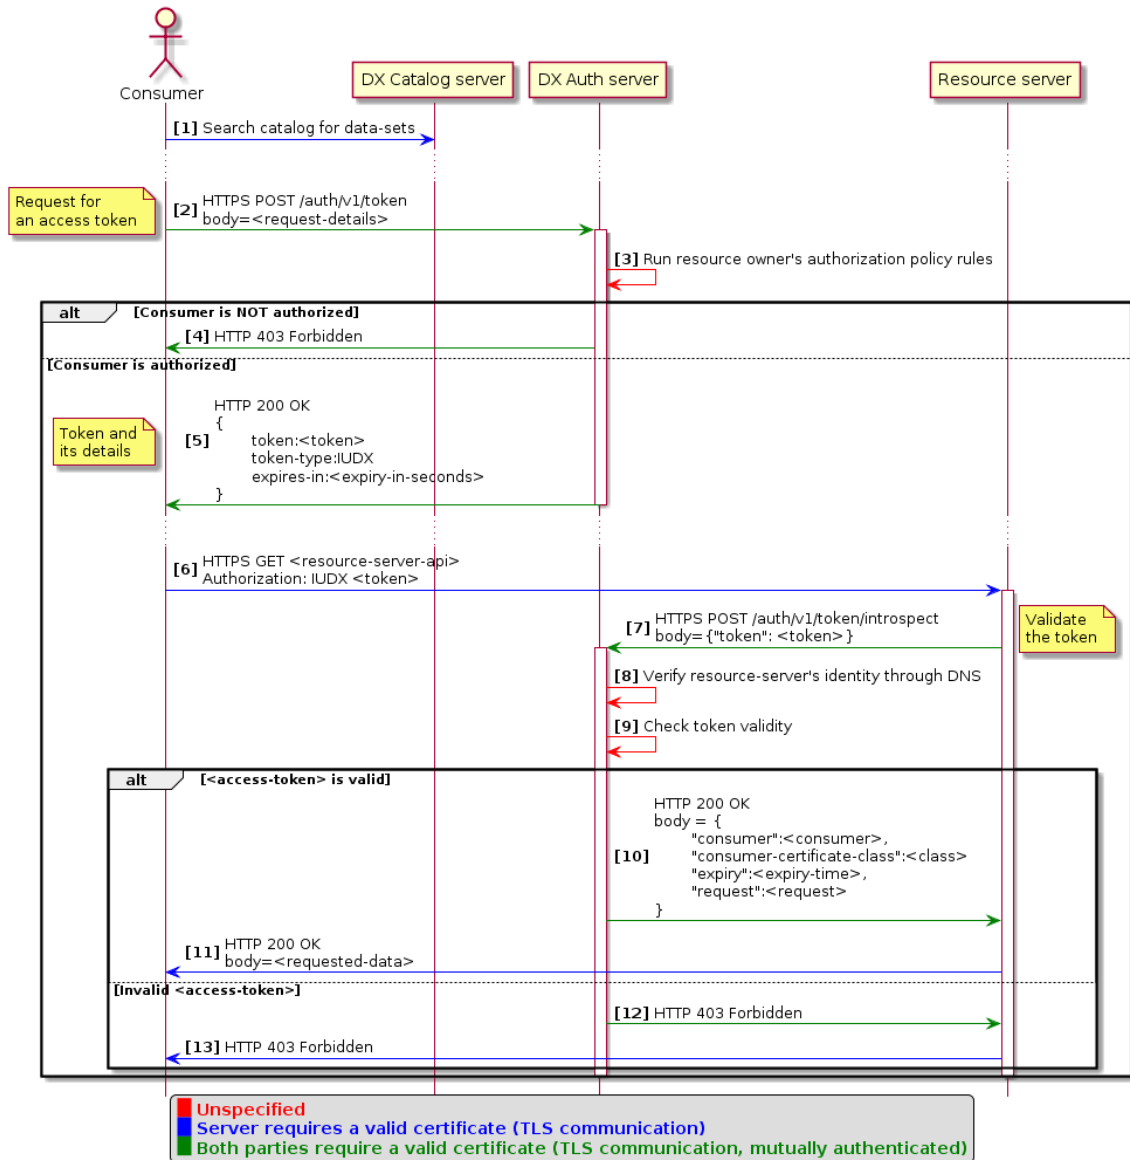 Consumer
DX Catalog server
DX Auth server
Resource server
[1] Search catalog for data-sets
Request for
an access token
[2] HTTPS POST /auth/v1/token
body=<request-details>
[3] Run resource owner's authorization policy rules
alt [Consumer is NOT authorized]
[4] HTTP 403 Forbidden
[Consumer is authorized]
Token and
its details
[5] HTTP 200 OK
{
token:<token>
token-type:IUDX
expires-in:<expiry-in-seconds>
}
[6] HTTPS GET <resource-server-api>
Authorization: IUDX <token>
[7] HTTPS POST /auth/v1/token/introspect
body= {"token": <token> }
Validate
the token
[8] Verify resource-server's identity through DNS
[9] Check token validity
alt [<access-token> is valid]
[10] HTTP 200 OK
body = {
"consumer":<consumer>,
"consumer-certificate-class":<class>
"expiry":<expiry-time>,
"request":<request>
}
[11] HTTP 200 OK
body=<requested-data>
[Invalid <access-token>]
[12] HTTP 403 Forbidden
[13] HTTP 403 Forbidden
Unspecified
Server requires a valid certificate (TLS communication)
Both parties require a valid certificate (TLS communication, mutually authenticated)